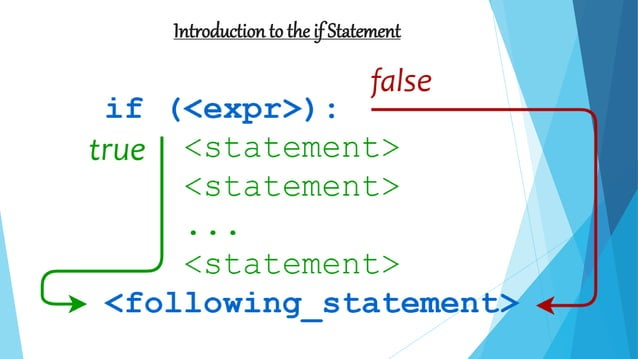 Introduction to the if Statement
false
if (<expr>):
true <statement>
<statement>
...
<statement>
<following_statement>